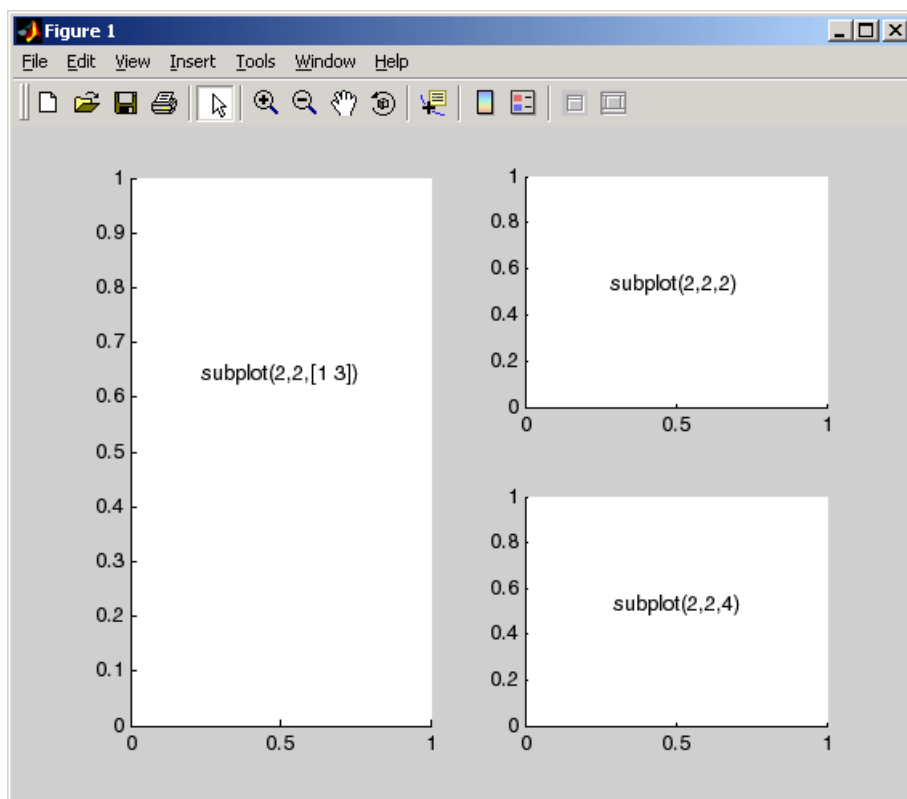 Figure 1
File Edit View Insert Tools Window Help
1
0.9
0.8
0.7
0.6
0.5
0.4
0.3
0.2
0.1
0
subplot(2,2,[1 3])
0 0.5 1
1
0.8
0.6
0.4
0.2
0
subplot(2,2,2)
0 0.5 1
1
0.8
0.6
0.4
0.2
0
subplot(2,2,4)
0 0.5 1